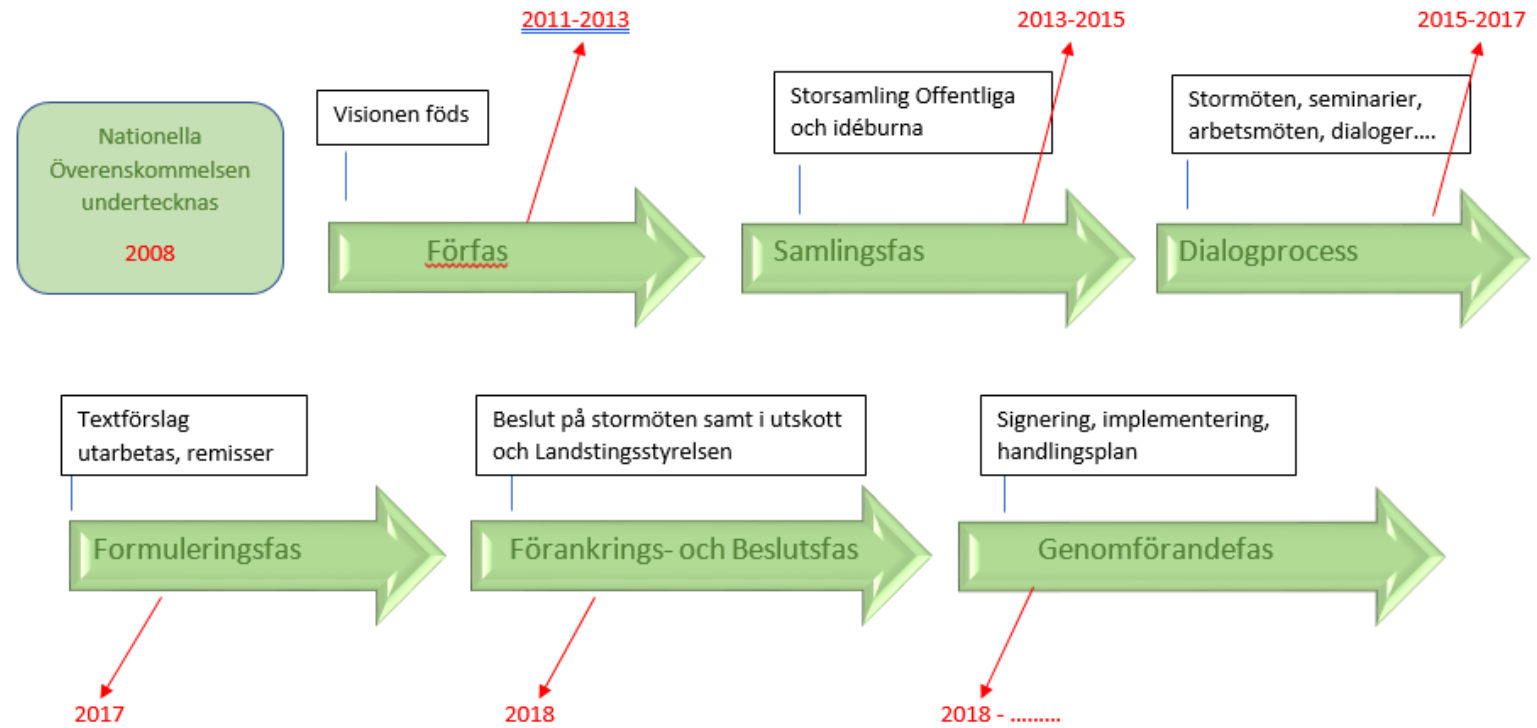 2011-2013
2013-2015
2015-2017
Nationella
Överenskommelsen
undertecknas
2008
Visionen föds
Storsamling Offentliga
och idéburna
Stormöten, seminarier,
arbetsmöten, dialoger....
Förfas
Samlingsfas
Dialogprocess
Textförslag
utarbetas, remisser
Beslut på stormöten samt i utskott
och Landstingsstyrelsen
Signering, implementering,
handlingsplan
Formuleringsfas
Förankrings- och Beslutsfas
Genomförandefas
2017
2018
2018 - .........